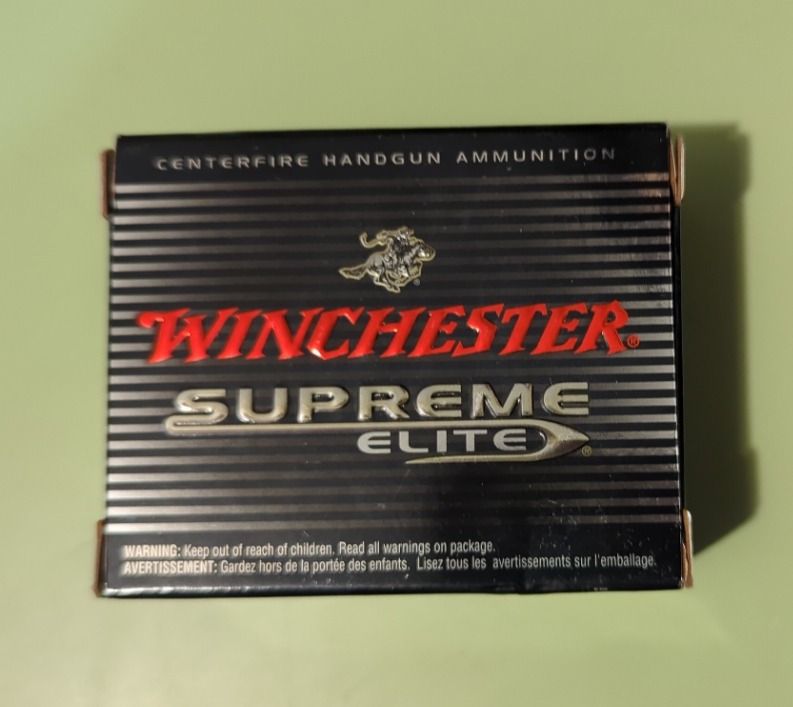 CENTERFIRE HANDGUN AMMUNITION
WINCHESTER®
SUPREME
ELITE®
WARNING: Keep out of reach of children. Read all warnings on package.
AVERTISSEMENT: Gardez hors de la portée des enfants. Lisez tous les avertissements sur l'emballage.